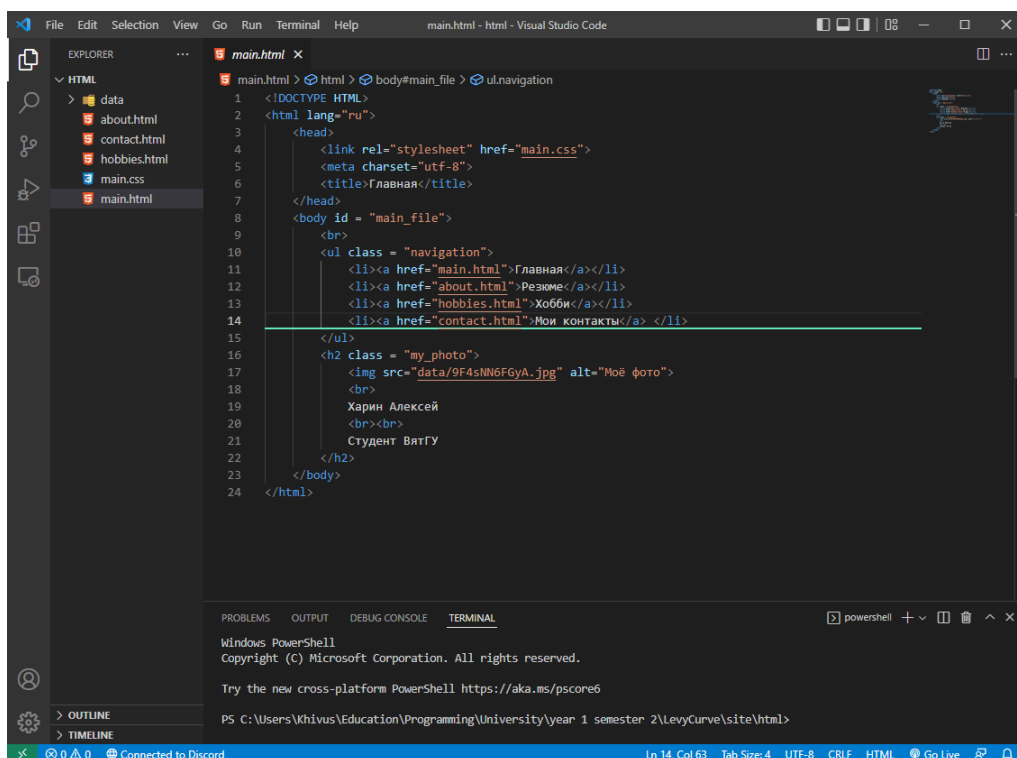 File Edit Selection View Go Run Terminal Help main.html - html - Visual Studio Code
EXPLORER
HTML
data
about.html
contact.html
hobbies.html
main.css
main.html
main.html
main.html > html > body#main_file > ul.navigation
1 <!DOCTYPE HTML>
2 <html lang="ru">
3 <head>
4 <link rel="stylesheet" href="main.css">
5 <meta charset="utf-8">
6 <title>Главная</title>
7 </head>
8 <body id = "main_file">
9 <br>
10 <ul class = "navigation">
11 <li><a href="main.html">Главная</a></li>
12 <li><a href="about.html">Резюме</a></li>
13 <li><a href="hobbies.html">Хобби</a></li>
14 <li><a href="contact.html">Мои контакты</a> </li>
15 </ul>
16 <h2 class = "my_photo">
17 <img src="data/9F4sNN6FGyA.jpg" alt="Моё фото">
18 <br>
19 Харин Алексей
20 <br><br>
21 Студент ВятГУ
22 </h2>
23 </body>
24 </html>
PROBLEMS OUTPUT DEBUG CONSOLE TERMINAL powershell
Windows PowerShell
Copyright (C) Microsoft Corporation. All rights reserved.
Try the new cross-platform PowerShell https://aka.ms/pscore6
PS C:\Users\Khivus\Education\Programming\University\year 1 semester 2\LevyCurve\site\html>
OUTLINE
TIMELINE
0 0 Connected to Discord Ln 14, Col 63 Tab Size: 4 UTF-8 CRLF HTML Go Live